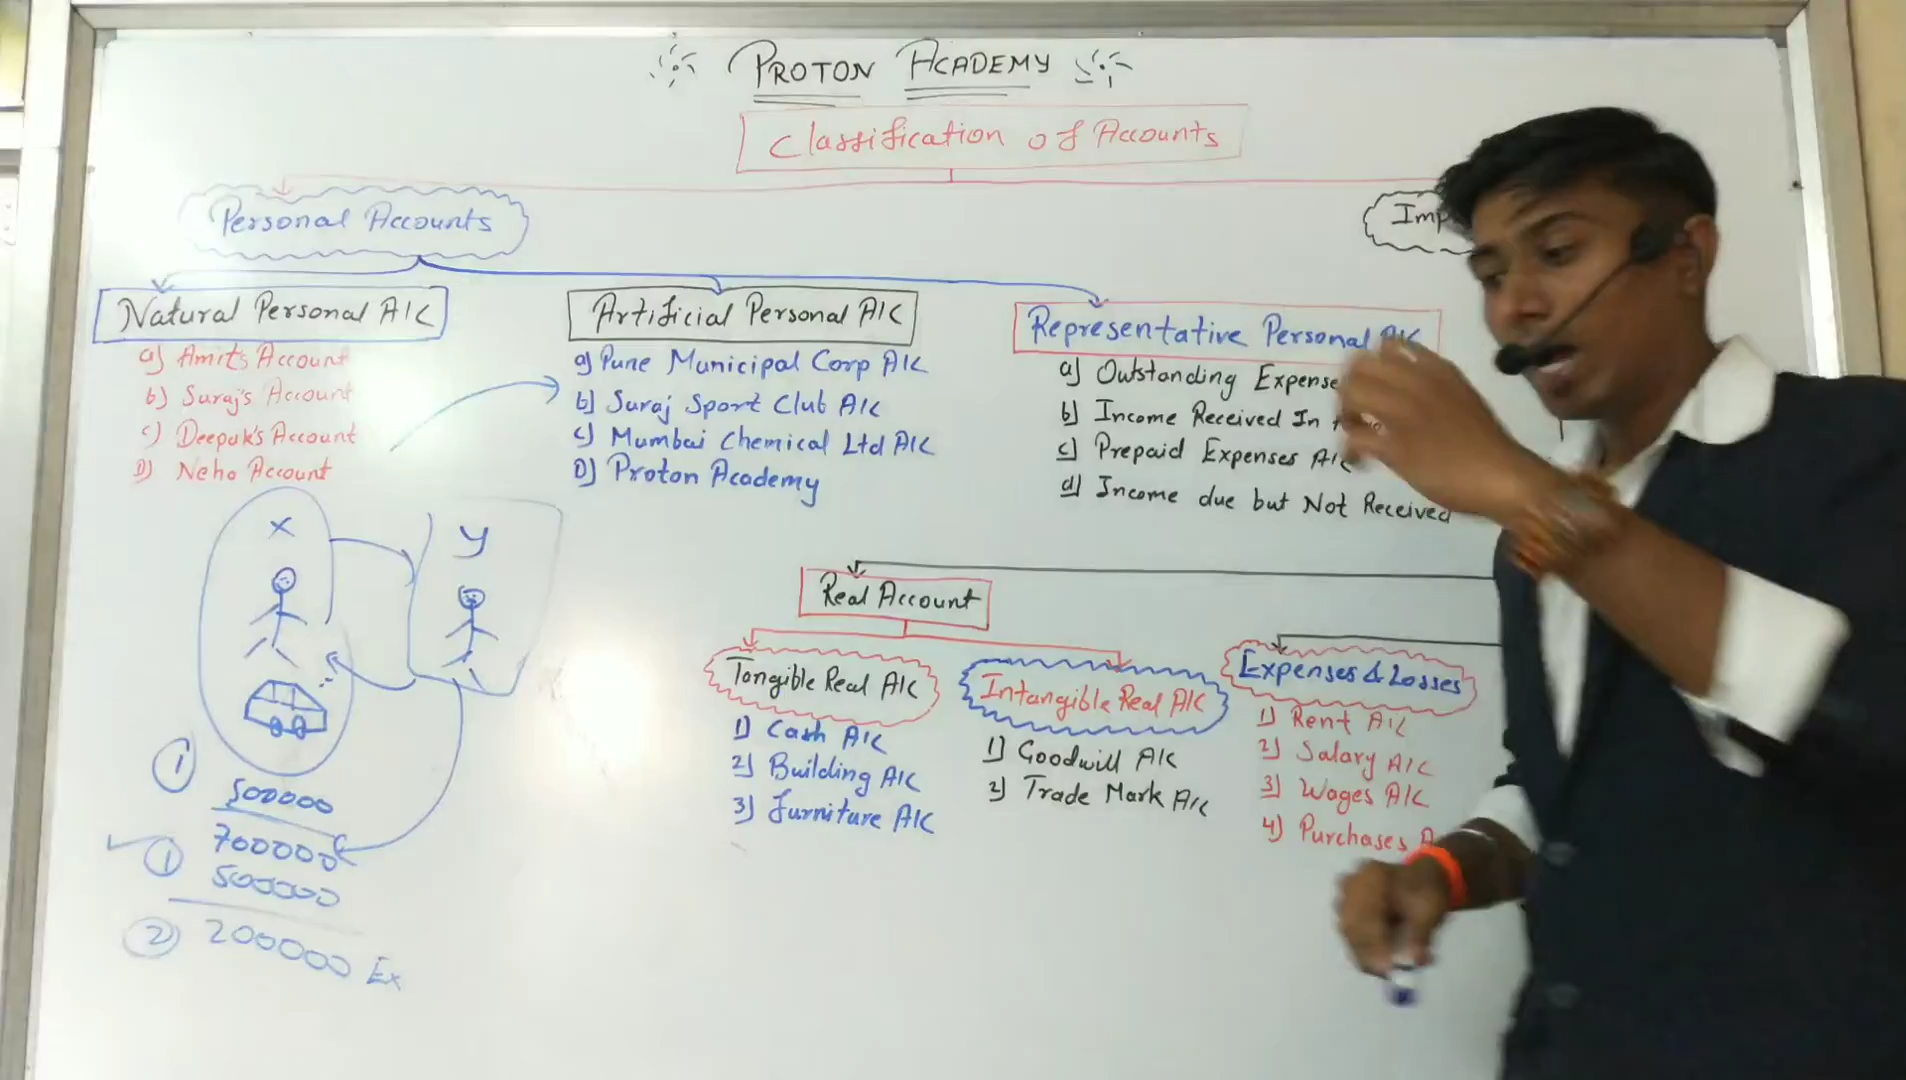 PROTON ACADEMY
Classification of Accounts
Personal Accounts
Imp
Natural Personal A/C
a) Amit's Account
b) Suraj's Account
c) Deepak's Account
D) Neha Account
Artificial Personal A/C
a) Pune Municipal Corp A/C
b) Suraj Sport Club A/C
c) Mumbai Chemical Ltd A/C
D) Proton Academy
Representative Personal A/C
a) Outstanding Expense
b) Income Received In
c) Prepaid Expenses A/C
d) Income due but Not Received
x
y
1
500000
700000
1
500000
2
200000 Ex
Real Account
Tangible Real A/C
1) Cash A/C
2) Building A/C
3) Furniture A/C
Intangible Real A/C
1) Goodwill A/C
2) Trade Mark A/C
Expenses & Losses
1) Rent A/C
2) Salary A/C
3) Wages A/C
4) Purchases A